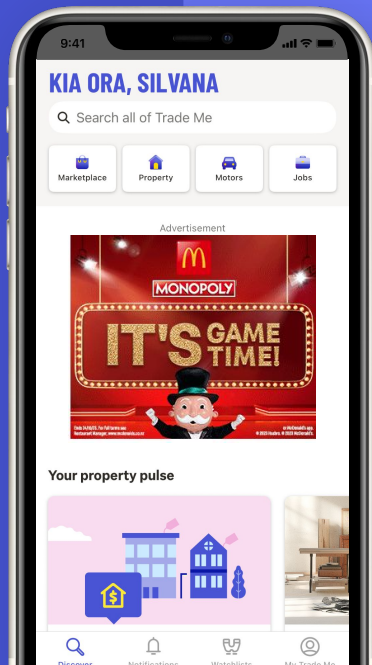 9:41
KIA ORA, SILVANA
Search all of Trade Me
Marketplace
Property
Motors
Jobs
Advertisement
MONOPOLY
IT'S GAME
TIME!
Your property pulse
$
Discover
Notifications
Watchlists
My Trade Me